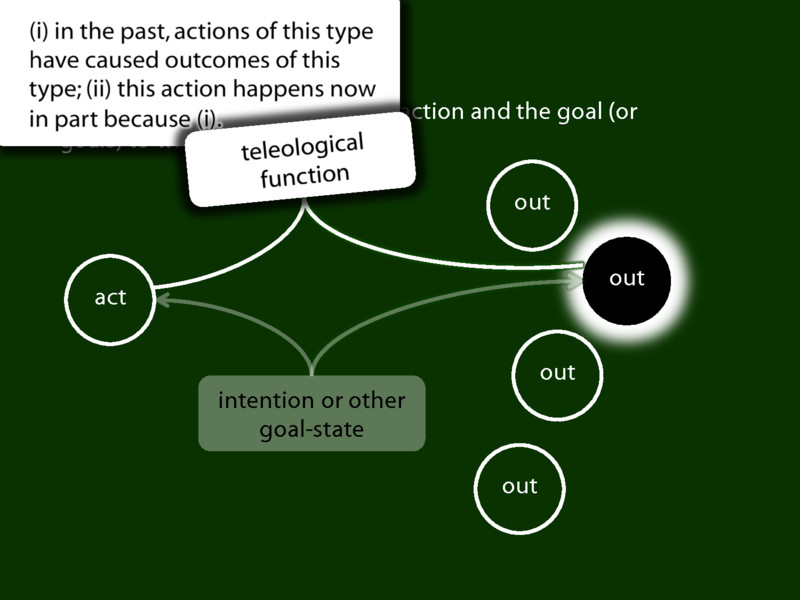 (i) in the past, actions of this type
have caused outcomes of this
type; (ii) this action happens now
in part because (i).
ction and the goal (or
teleological
function
out
out
act
out
intention or other
goal-state
out